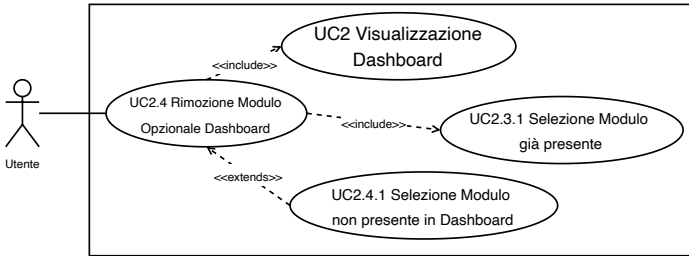 UC2 Visualizzazione
Dashboard
<<include>>
UC2.4 Rimozione Modulo
Opzionale Dashboard
<<include>>
UC2.3.1 Selezione Modulo
già presente
Utente
<<extends>>
UC2.4.1 Selezione Modulo
non presente in Dashboard